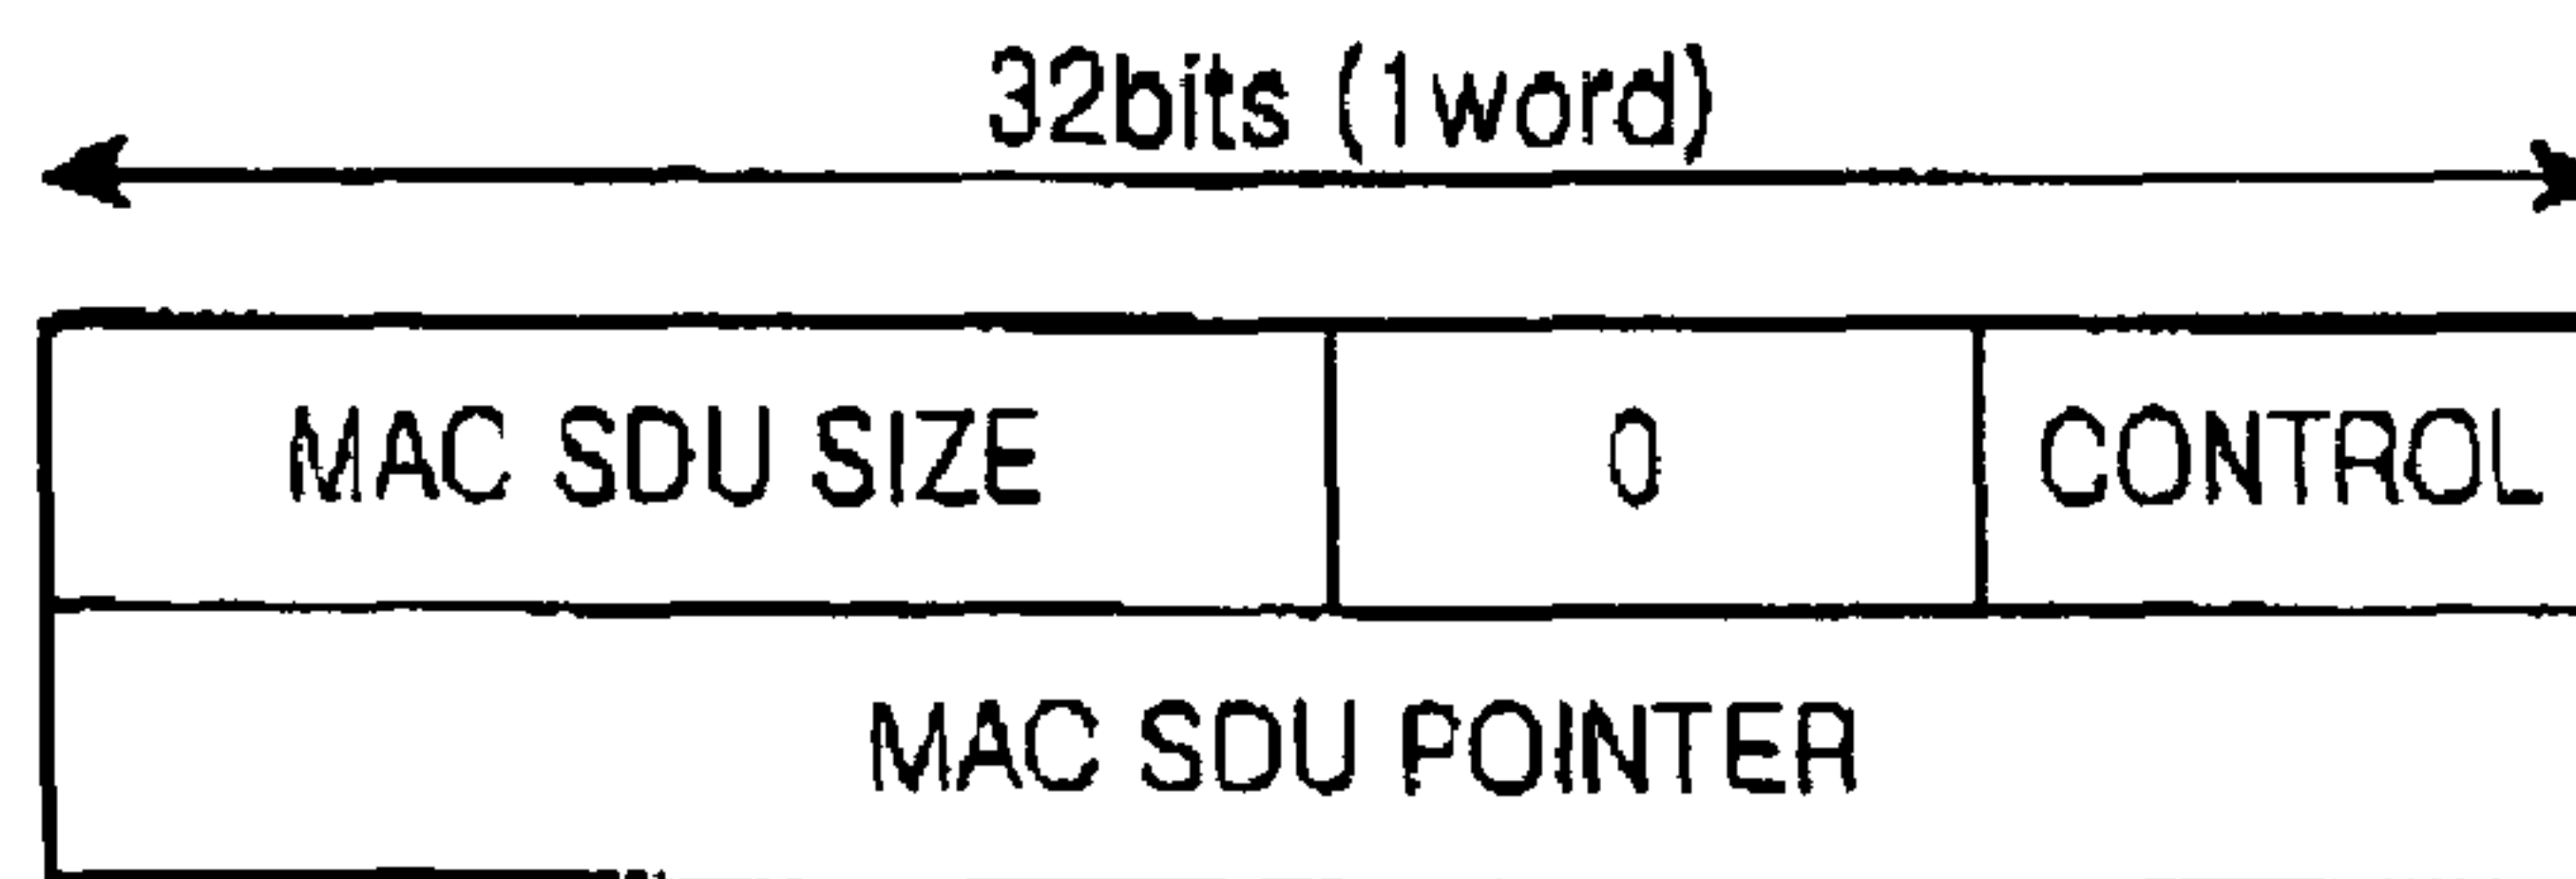 32bits (1word)
MAC SDU SIZE 0 CONTROL
MAC SDU POINTER